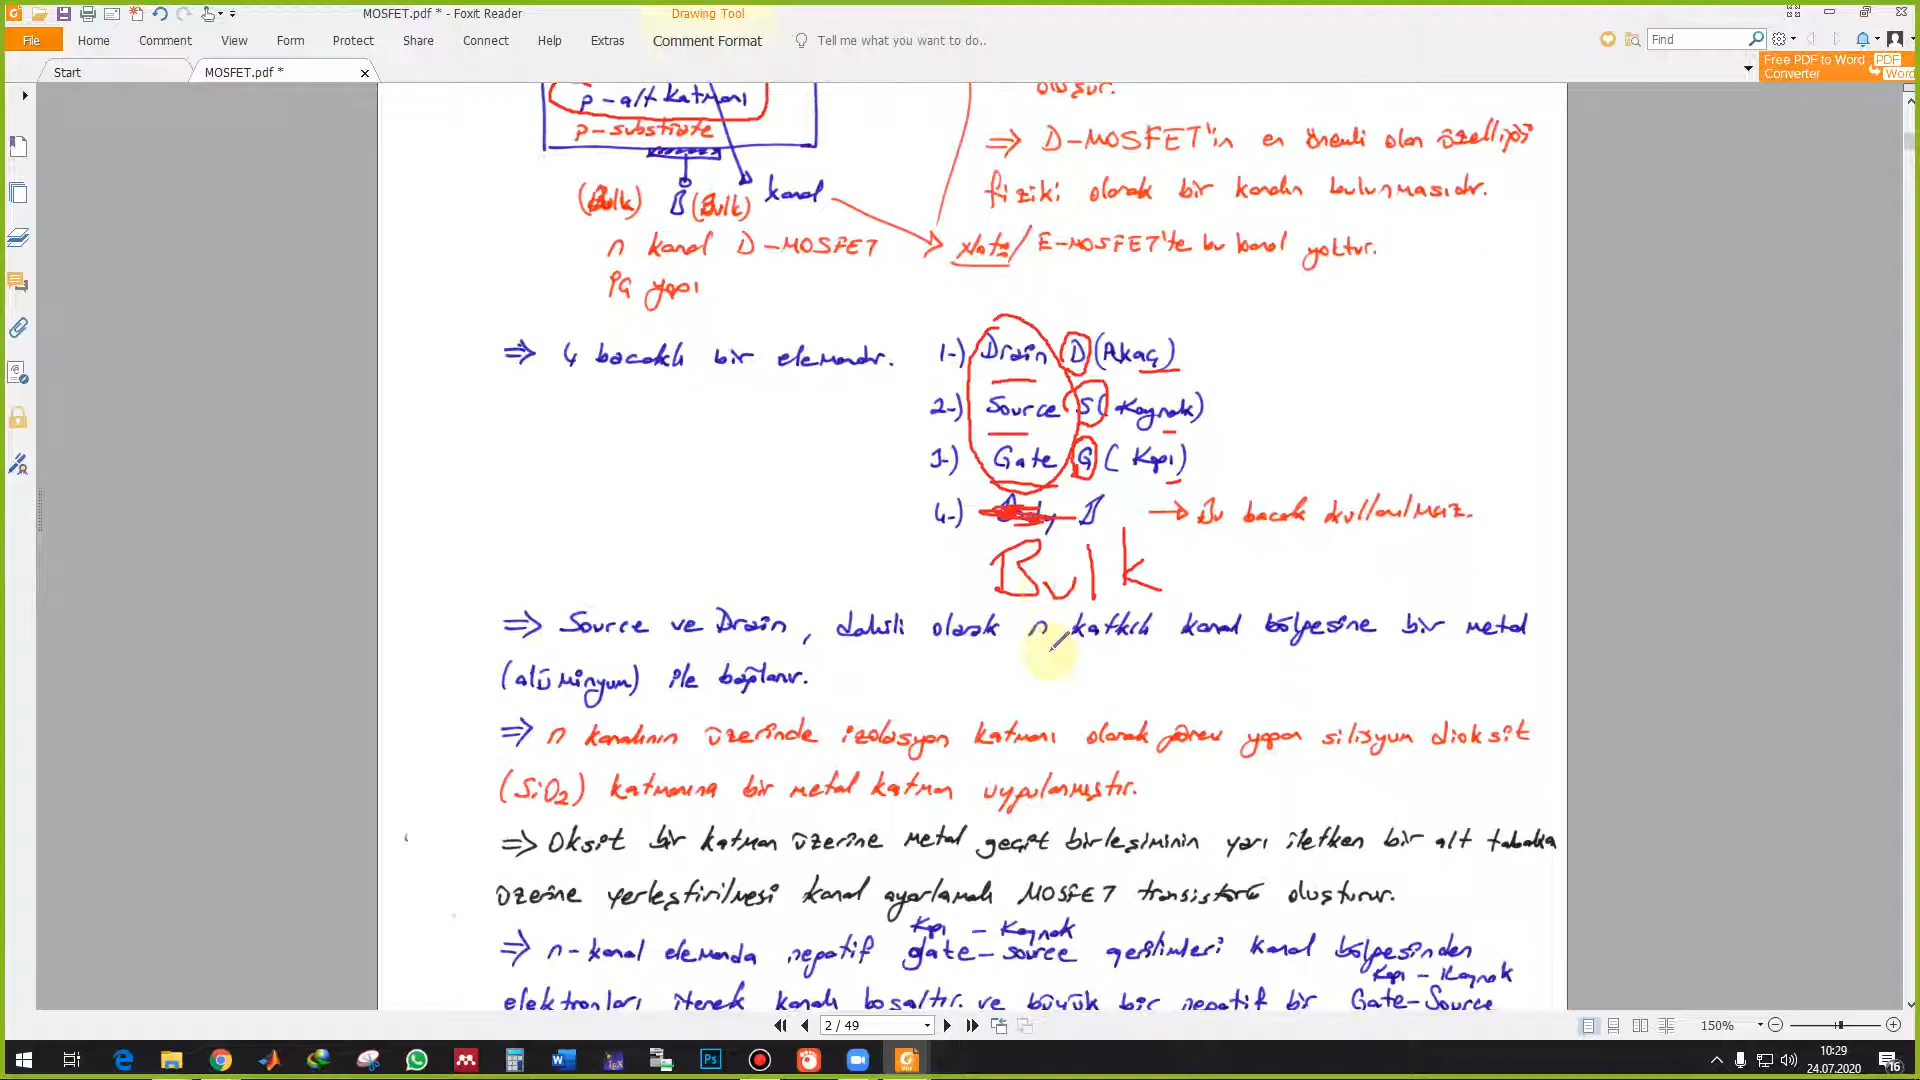 MOSFET.pdf * - Foxit Reader
Drawing Tool
File Home Comment View Form Protect Share Connect Help Extras Comment Format Tell me what you want to do.. Find
Start MOSFET.pdf * Free PDF to Word Converter PDF Word
p-alt katmanı
p-substrate
(Bulk) B (Bulk) kanal
n kanal D-MOSFET
iç yapı
oluşur.
⇒ D-MOSFET'in en önemli olan özelliği
fiziki olarak bir kanalın bulunmasıdır.
Not: / E-MOSFET'te bu kanal yoktur.
⇒ 4 bacaklı bir elemandır.
1-) Drain D (Akaç)
2-) Source S (Kaynak)
3-) Gate G (Kapı)
4-) B → Bu bacak kullanılmaz.
Bulk
⇒ Source ve Drain, dahili olarak n katkılı kanal bölgesine bir metal
(alüminyum) ile bağlanır.
⇒ n kanalının üzerinde izolasyon katmanı olarak görev yapan silisyum dioksit
(SiO2) katmanına bir metal katman uygulanmıştır.
⇒ Oksit bir katman üzerine metal geçit birleşiminin yarı iletken bir alt tabaka
üzerine yerleştirilmesi kanal ayarlamalı MOSFET transistörü oluşturur.
Kapı - Kaynak
⇒ n-kanal elemanda negatif gate-source gerilimleri kanal bölgesinden
Kapı - Kaynak
elektronları iterek kanalı boşaltır. ve büyük bir negatif bir Gate-Source
2 / 49 150%
10:29
24.07.2020
16